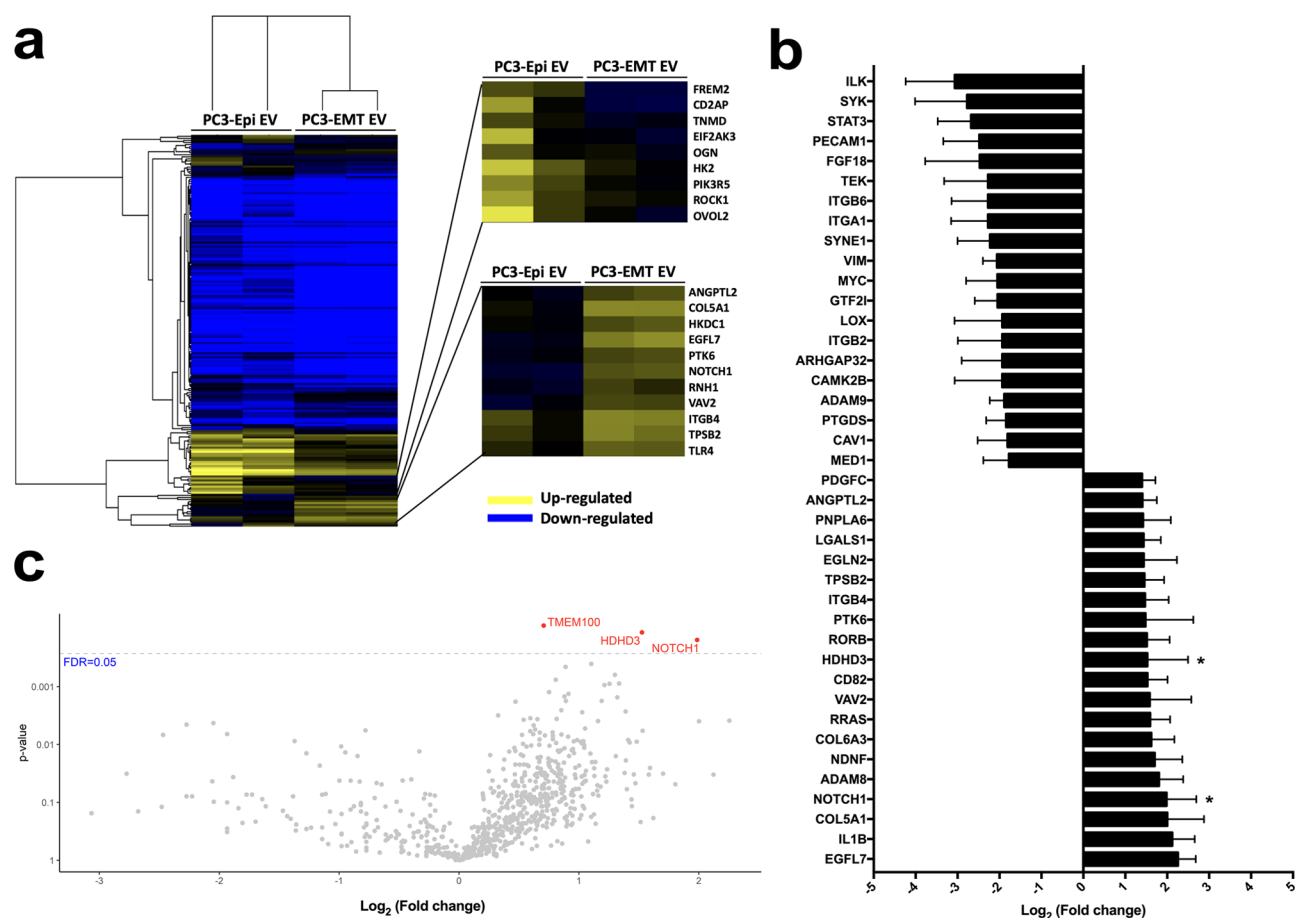 a
PC3-Epi EV PC3-EMT EV
PC3-Epi EV PC3-EMT EV
FREM2
CD2AP
TNMD
EIF2AK3
OGN
HK2
PIK3R5
ROCK1
OVOL2
PC3-Epi EV PC3-EMT EV
ANGPTL2
COL5A1
HKDC1
EGFL7
PTK6
NOTCH1
RNH1
VAV2
ITGB4
TPSB2
TLR4
Up-regulated
Down-regulated
b
ILK
SYK
STAT3
PECAM1
FGF18
TEK
ITGB6
ITGA1
SYNE1
VIM
MYC
GTF2I
LOX
ITGB2
ARHGAP32
CAMK2B
ADAM9
PTGDS
CAV1
MED1
PDGFC
ANGPTL2
PNPLA6
LGALS1
EGLN2
TPSB2
ITGB4
PTK6
RORB
HDHD3 *
CD82
VAV2
RRAS
COL6A3
NDNF
ADAM8
NOTCH1 *
COL5A1
IL1B
EGFL7
-5 -4 -3 -2 -1 0 1 2 3 4 5
Log2 (Fold change)
c
TMEM100
HDHD3
NOTCH1
FDR=0.05
0.001
0.01
0.1
1
p-value
-3 -2 -1 0 1 2
Log2 (Fold change)